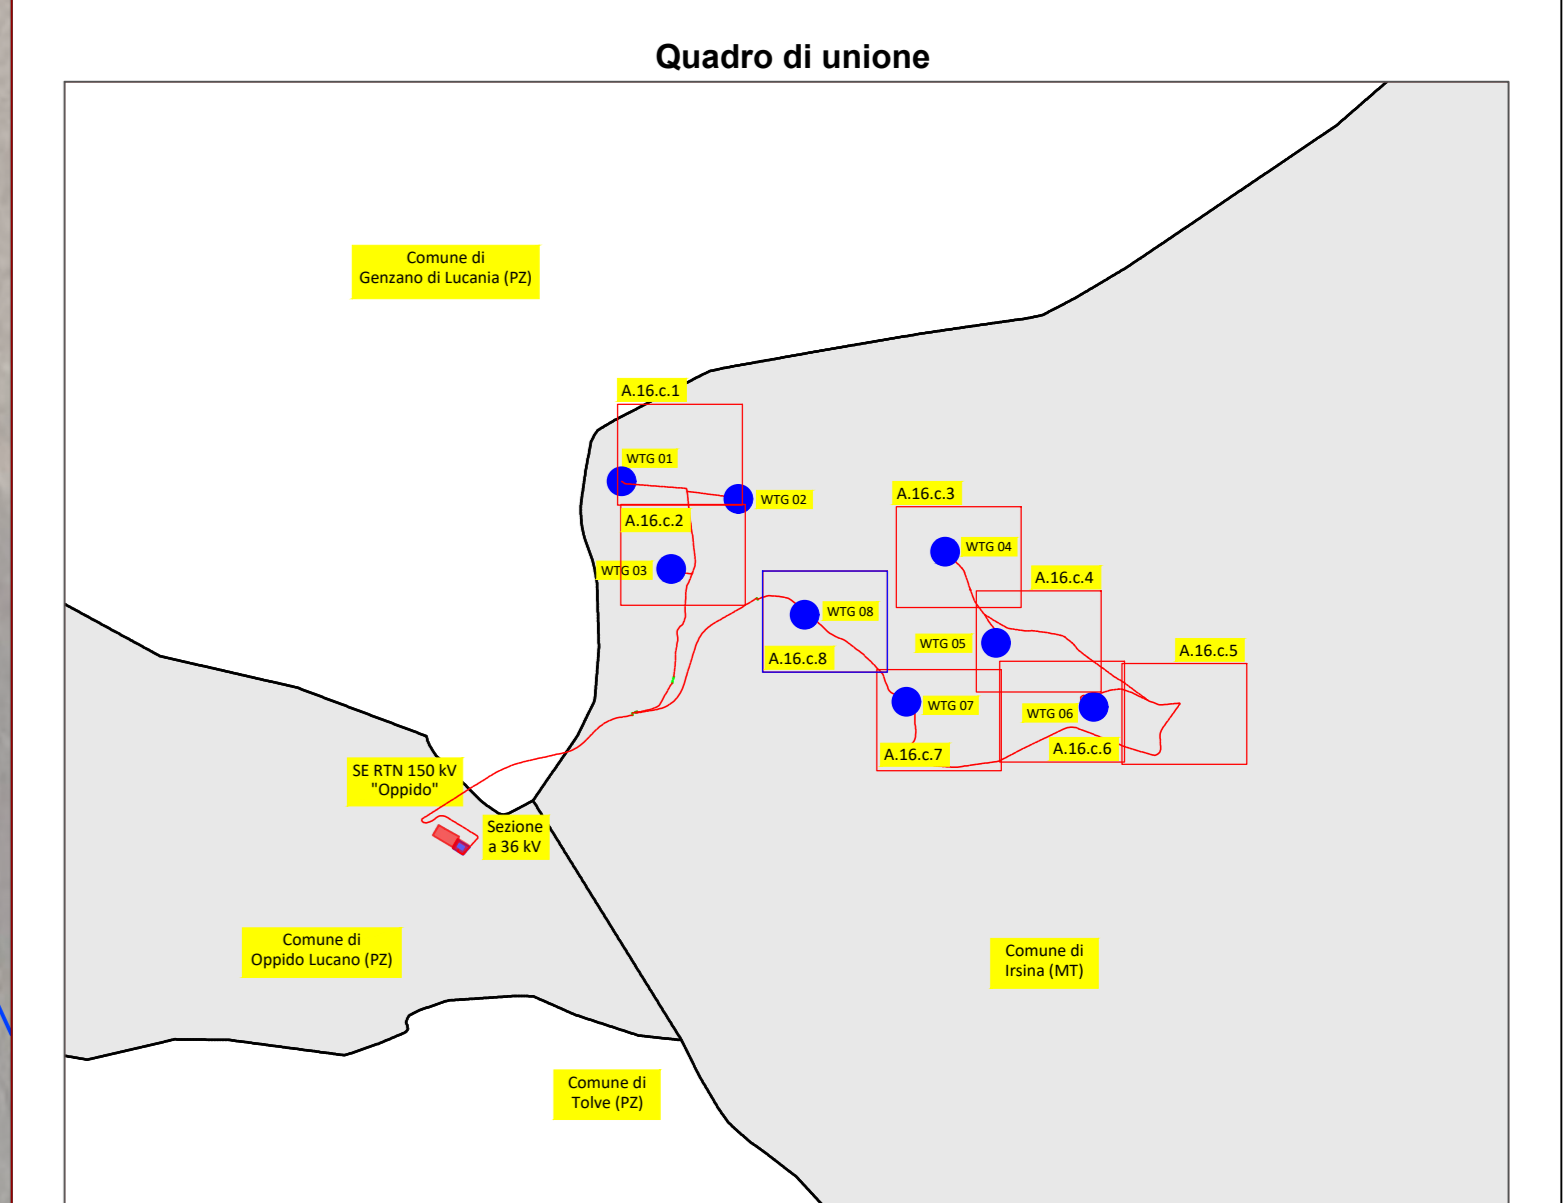 Quadro di unione
Comune di
Genzano di Lucania (PZ)
A.16.c.1
WTG 01
WTG 02
A.16.c.3
A.16.c.2
WTG 04
WTG 03
A.16.c.4
WTG 08
WTG 05
A.16.c.5
A.16.c.8
WTG 07
WTG 06
A.16.c.6
A.16.c.7
SE RTN 150 kV
"Oppido"
Sezione
a 36 kV
Comune di
Oppido Lucano (PZ)
Comune di
Irsina (MT)
Comune di
Tolve (PZ)